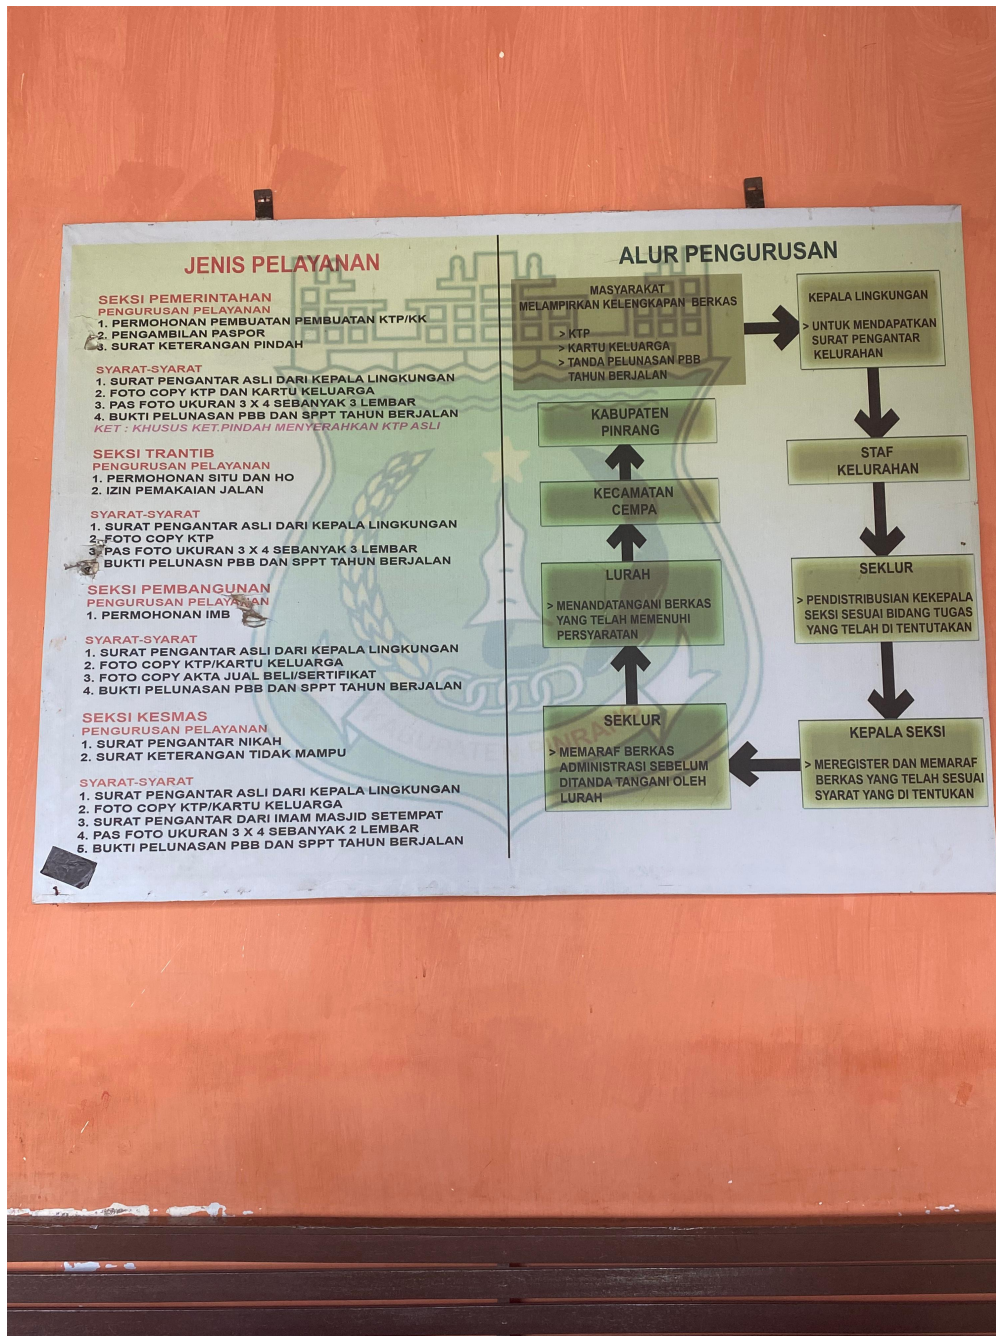 JENIS PELAYANAN
SEKSI PEMERINTAHAN
PENGURUSAN PELAYANAN
1. PERMOHONAN PEMBUATAN PEMBUATAN KTP/KK
2. PENGAMBILAN PASPOR
3. SURAT KETERANGAN PINDAH
SYARAT-SYARAT
1. SURAT PENGANTAR ASLI DARI KEPALA LINGKUNGAN
2. FOTO COPY KTP DAN KARTU KELUARGA
3. PAS FOTO UKURAN 3 X 4 SEBANYAK 3 LEMBAR
4. BUKTI PELUNASAN PBB DAN SPPT TAHUN BERJALAN
KET : KHUSUS KET.PINDAH MENYERAHKAN KTP ASLI
SEKSI TRANTIB
PENGURUSAN PELAYANAN
1. PERMOHONAN SITU DAN HO
2. IZIN PEMAKAIAN JALAN
SYARAT-SYARAT
1. SURAT PENGANTAR ASLI DARI KEPALA LINGKUNGAN
2. FOTO COPY KTP
3. PAS FOTO UKURAN 3 X 4 SEBANYAK 3 LEMBAR
BUKTI PELUNASN PBB DAN SPPT TAHUN BERJALAN
SEKSI PEMBANGUNAN
PENGURUSAN PELAYANAN
1. PERMOHONAN IMB
SYARAT-SYARAT
1. SURAT PENGANTAR ASLI DARI KEPALA LINGKUNGAN
2. FOTO COPY KTP/KARTU KELUARGA
3. FOTO COPY AKTA JUAL BELI/SERTIFIKAT
4. BUKTI PELUNASAN PBB DAN SPPT TAHUN BERJALAN
SEKSI KESMAS
PENGURUSAN PELAYANAN
1. SURAT PENGANTAR NIKAH
2. SURAT KETERANGAN TIDAK MAMPU
SYARAT-SYARAT
1. SURAT PENGANTAR ASLI DARI KEPALA LINGKUNGAN
2. FOTO COPY KTP/KARTU KELUARGA
3. SURAT PENGANTAR DARI IMAM MASJID SETEMPAT
4. PAS FOTO UKURAN 3 X 4 SEBANYAK 2 LEMBAR
5. BUKTI PELUNASAN PBB DAN SPPT TAHUN BERJALAN
ALUR PENGURUSAN
MASYARAKAT
MELAMPIRKAN KELENGKAPAN BERKAS
> KTP
> KARTU KELUARGA
> TANDA PELUNASAN PBB
TAHUN BERJALAN
KEPALA LINGKUNGAN
> UNTUK MENDAPATKAN
SURAT PENGANTAR
KELURAHAN
STAF
KELURAHAN
SEKLUR
> PENDISTRIBUSIAN KEKEPALA
SEKSI SESUAI BIDANG TUGAS
YANG TELAH DI TENTUTAKAN
KEPALA SEKSI
> MEREGISTER DAN MEMARAF
BERKAS YANG TELAH SESUAI
SYARAT YANG DI TENTUKAN
SEKLUR
> MEMARAF BERKAS
ADMINISTRASI SEBELUM
DITANDA TANGANI OLEH
LURAH
LURAH
> MENANDATANGANI BERKAS
YANG TELAH MEMENUHI
PERSYARATAN
KECAMATAN
CEMPA
KABUPATEN
PINRANG
KABUPATEN PINRANG